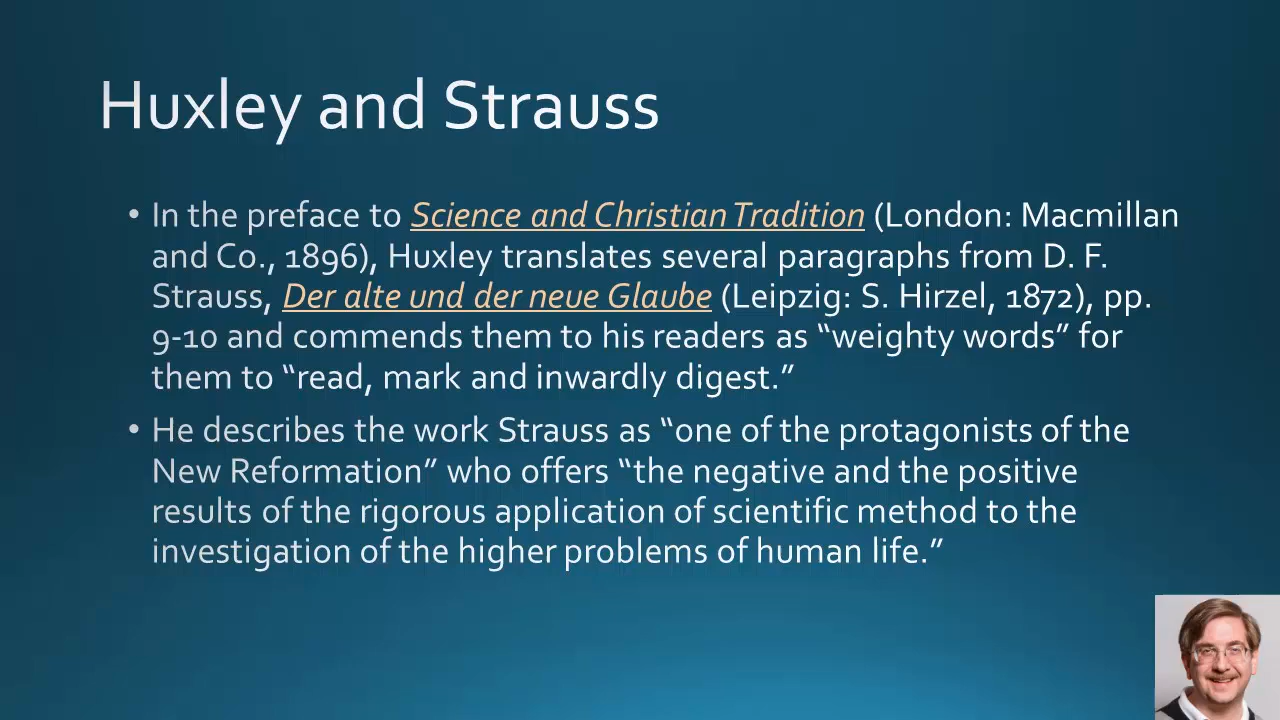 Huxley and Strauss
• In the preface to Science and Christian Tradition (London: Macmillan
and Co., 1896), Huxley translates several paragraphs from D. F.
Strauss, Der alte und der neue Glaube (Leipzig: S. Hirzel, 1872), pp.
9-10 and commends them to his readers as “weighty words” for
them to “read, mark and inwardly digest.”
• He describes the work Strauss as “one of the protagonists of the
New Reformation” who offers “the negative and the positive
results of the rigorous application of scientific method to the
investigation of the higher problems of human life.”